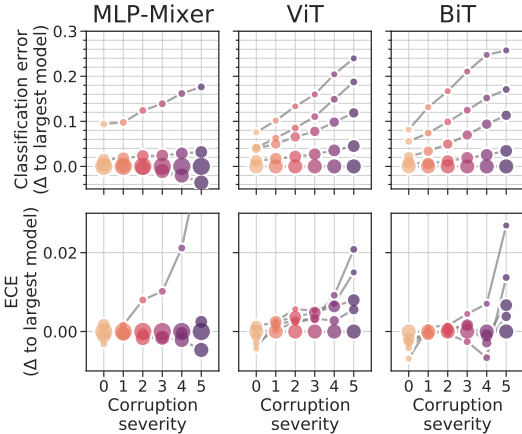 MLP-Mixer ViT BiT
Classification error
(Δ to largest model)
0.3
0.2
0.1
0.0
ECE
(Δ to largest model)
0.02
0.00
0 1 2 3 4 5 0 1 2 3 4 5 0 1 2 3 4 5
Corruption Corruption Corruption
severity severity severity